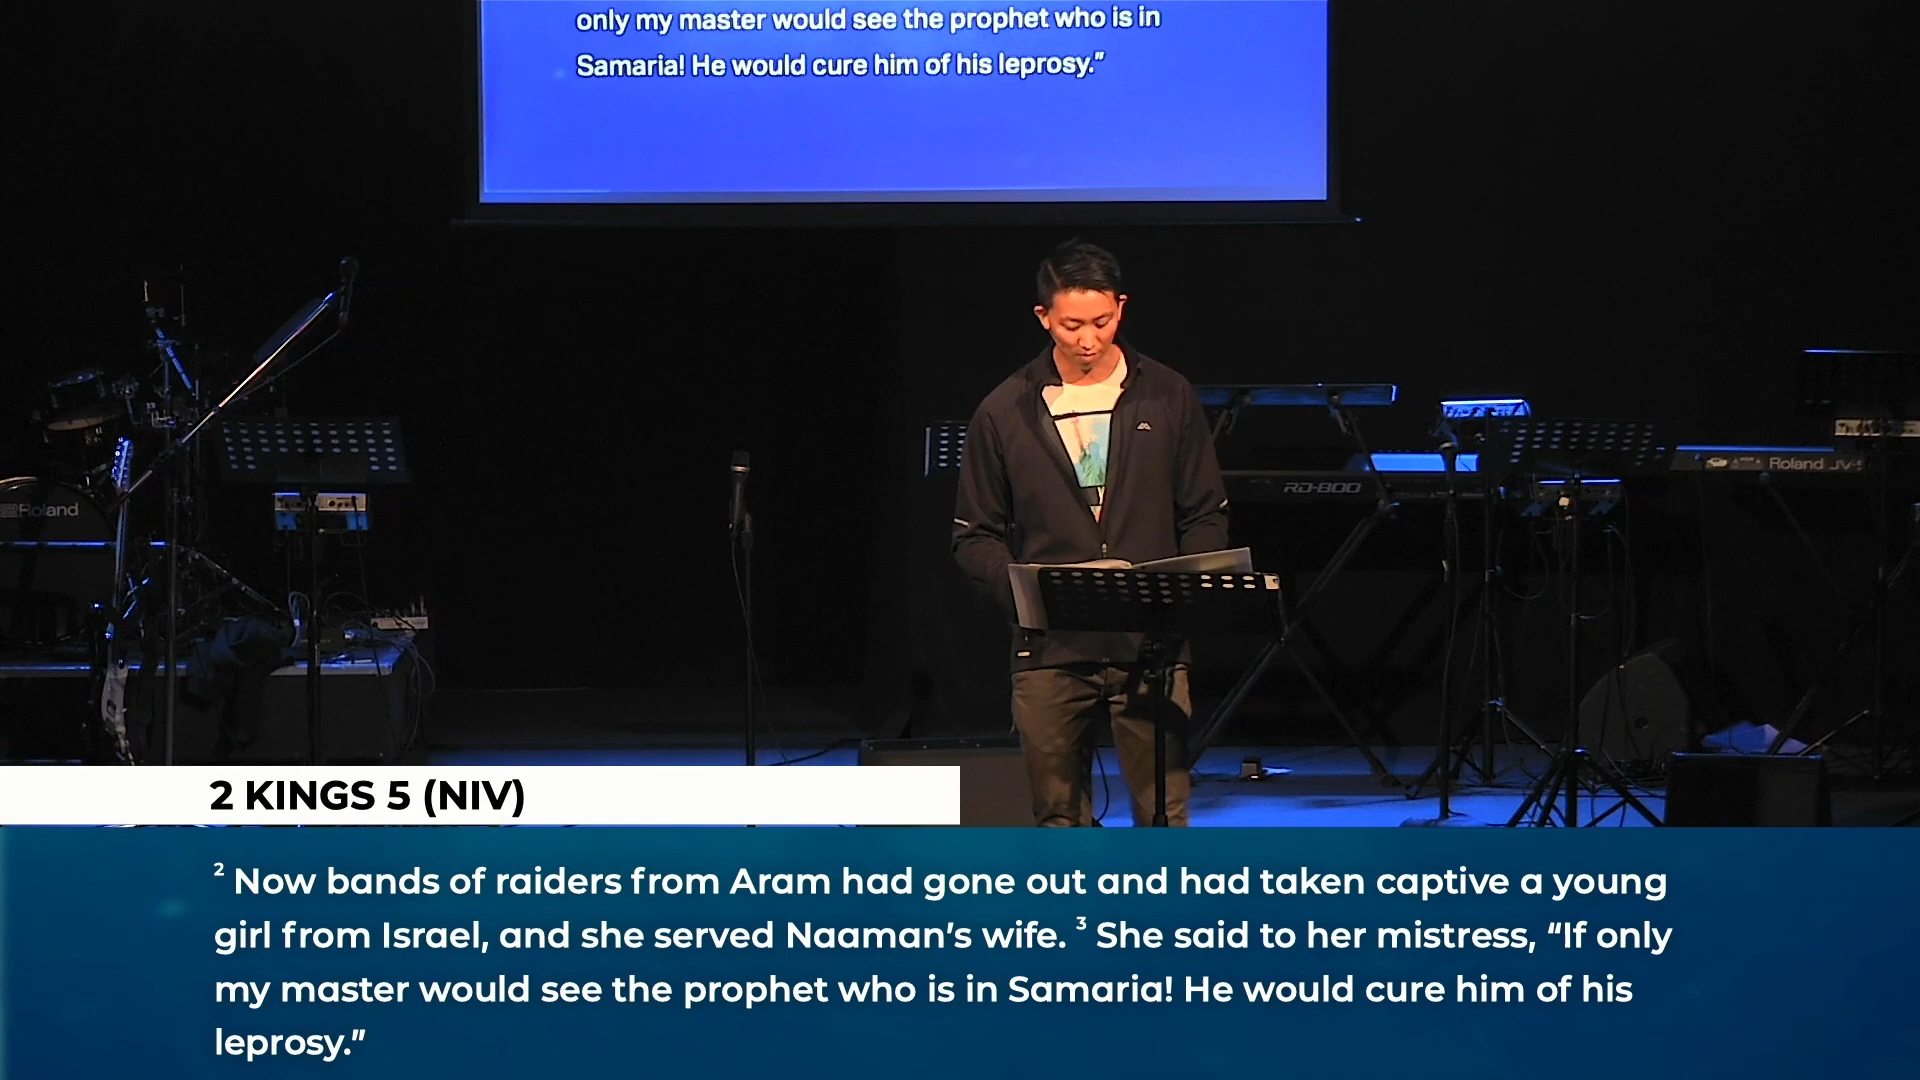 only my master would see the prophet who is in
Samaria! He would cure him of his leprosy.”
Roland
RD-800
Roland JV-
2 KINGS 5 (NIV)
² Now bands of raiders from Aram had gone out and had taken captive a young
girl from Israel, and she served Naaman’s wife. ³ She said to her mistress, “If only
my master would see the prophet who is in Samaria! He would cure him of his
leprosy.”